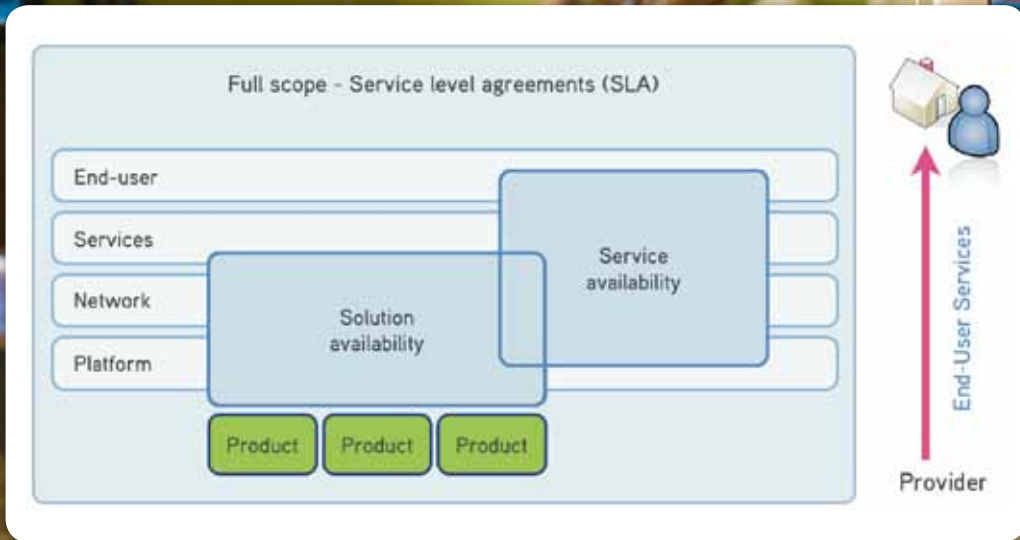 Full scope - Service level agreements (SLA)
End-user
Services
Network
Platform
Service
availability
Solution
availability
Product
Product
Product
End-User Services
Provider